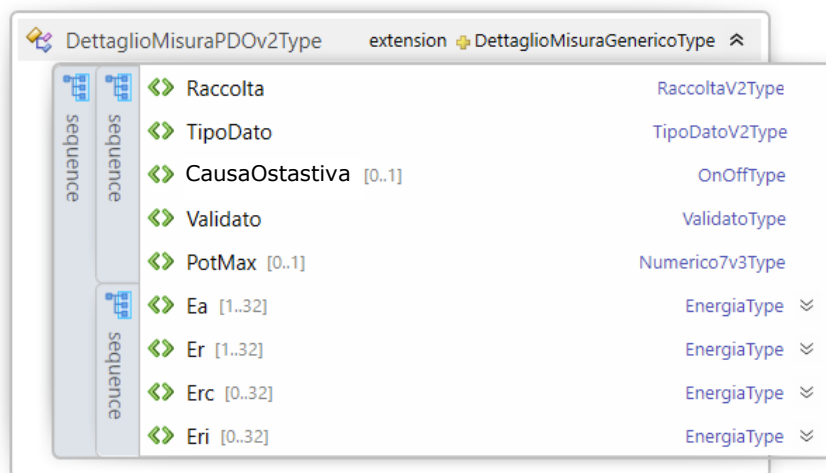 DettaglioMisuraPDOv2Type extension DettaglioMisuraGenericoType
sequence
sequence
Raccolta RaccoltaV2Type
TipoDato TipoDatoV2Type
CausaOstastiva [0..1] OnOffType
Validato ValidatoType
PotMax [0..1] Numerico7v3Type
sequence
Ea [1..32] EnergiaType
Er [1..32] EnergiaType
Erc [0..32] EnergiaType
Eri [0..32] EnergiaType